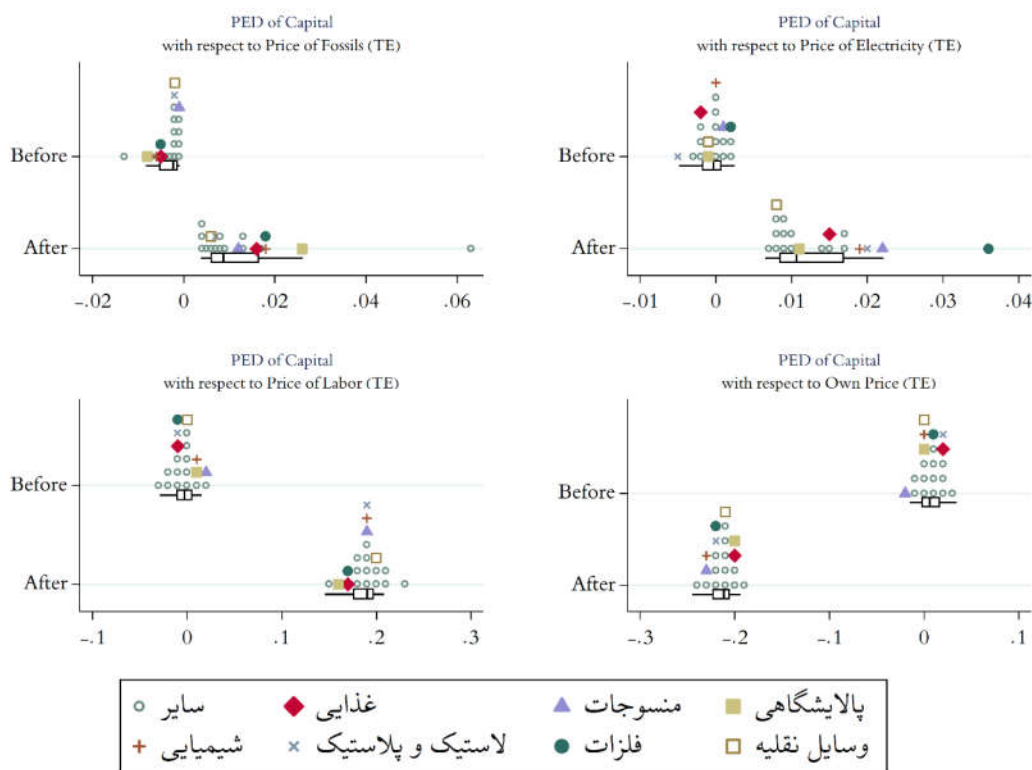 PED of Capital
with respect to Price of Fossils (TE)
Before
After
-.02 0 .02 .04 .06
PED of Capital
with respect to Price of Electricity (TE)
Before
After
-.01 0 .01 .02 .03 .04
PED of Capital
with respect to Price of Labor (TE)
Before
After
-.1 0 .1 .2 .3
PED of Capital
with respect to Own Price (TE)
Before
After
-.3 -.2 -.1 0 .1
سایر غذایی منسوجات پالایشگاهی
شیمیایی لاستیک و پلاستیک فلزات وسایل نقلیه